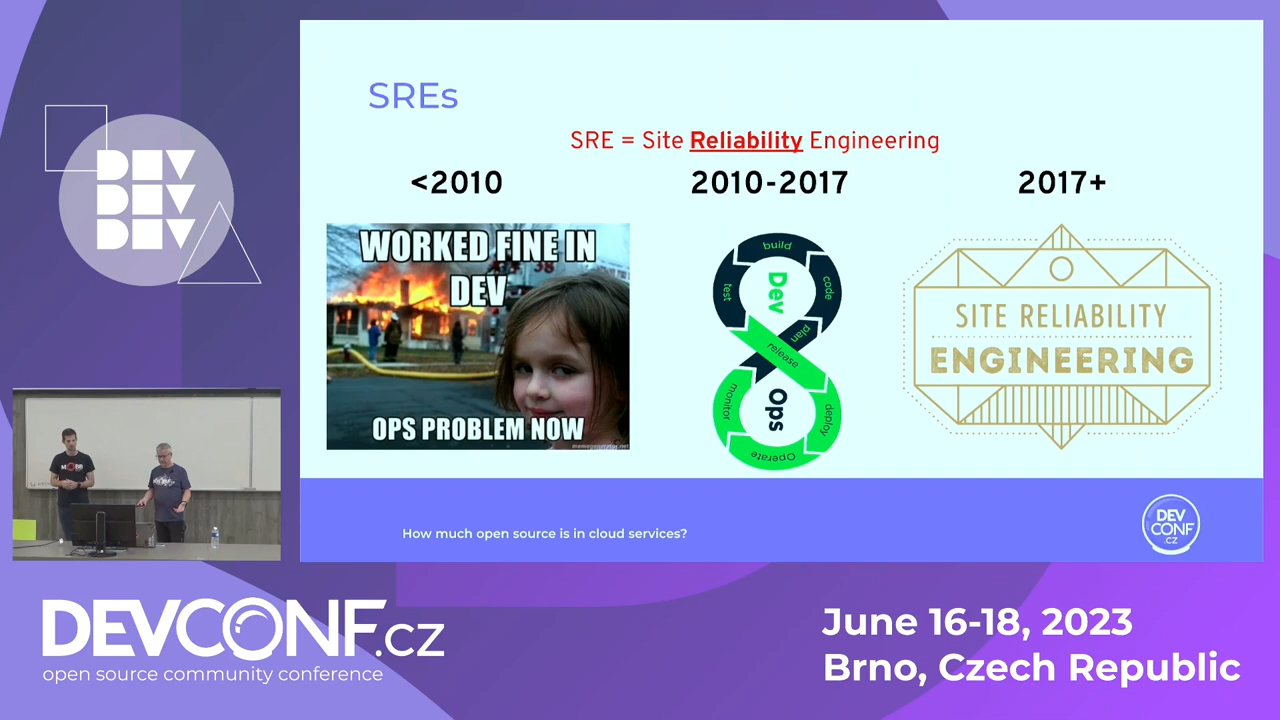 DEV
DEV
DEV
SREs
SRE = Site Reliability Engineering
<2010
2010-2017
2017+
WORKED FINE IN
DEV
OPS PROBLEM NOW
build
code
plan
test
Dev
release
Ops
monitor
deploy
Operate
SITE RELIABILITY
ENGINEERING
How much open source is in cloud services?
DEV
CONF
.CZ
DEVCONF.cz
open source community conference
June 16-18, 2023
Brno, Czech Republic